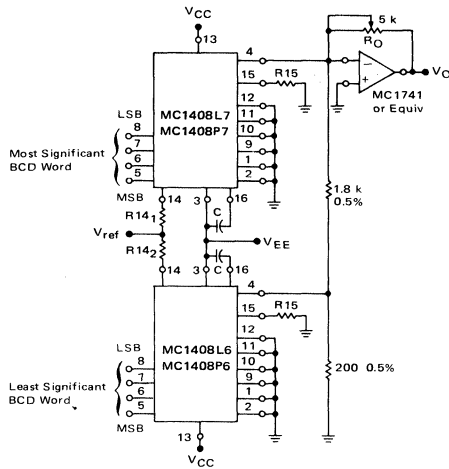 VCC
13
5 k
RO
4
15
R15
MC1741
or Equiv
VO
MC1408L7
MC1408P7
12
11
10
9
1
2
LSB
8
7
6
5
MSB
Most Significant
BCD Word
14
3
16
C
R141
Vref
R142
VEE
C
14
3
16
1.8 k
0.5%
4
15
R15
MC1408L6
MC1408P6
12
11
10
9
1
2
LSB
8
7
6
5
MSB
Least Significant
BCD Word
200 0.5%
13
VCC